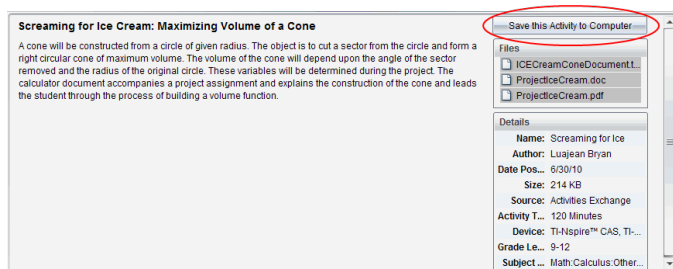 Screaming for Ice Cream: Maximizing Volume of a Cone
A cone will be constructed from a circle of given radius. The object is to cut a sector from the circle and form a
right circular cone of maximum volume. The volume of the cone will depend upon the angle of the sector
removed and the radius of the original circle. These variables will be determined during the project. The
calculator document accompanies a project assignment and explains the construction of the cone and leads
the student through the process of building a volume function.
Save this Activity to Computer
Files
ICECreamConeDocument.t...
ProjectIceCream.doc
ProjectIceCream.pdf
Details
Name: Screaming for Ice
Author: Luajean Bryan
Date Pos... 6/30/10
Size: 214 KB
Source: Activities Exchange
Activity T... 120 Minutes
Device: TI-Nspire™ CAS, TI-...
Grade Le... 9-12
Subject ... Math:Calculus:Other...